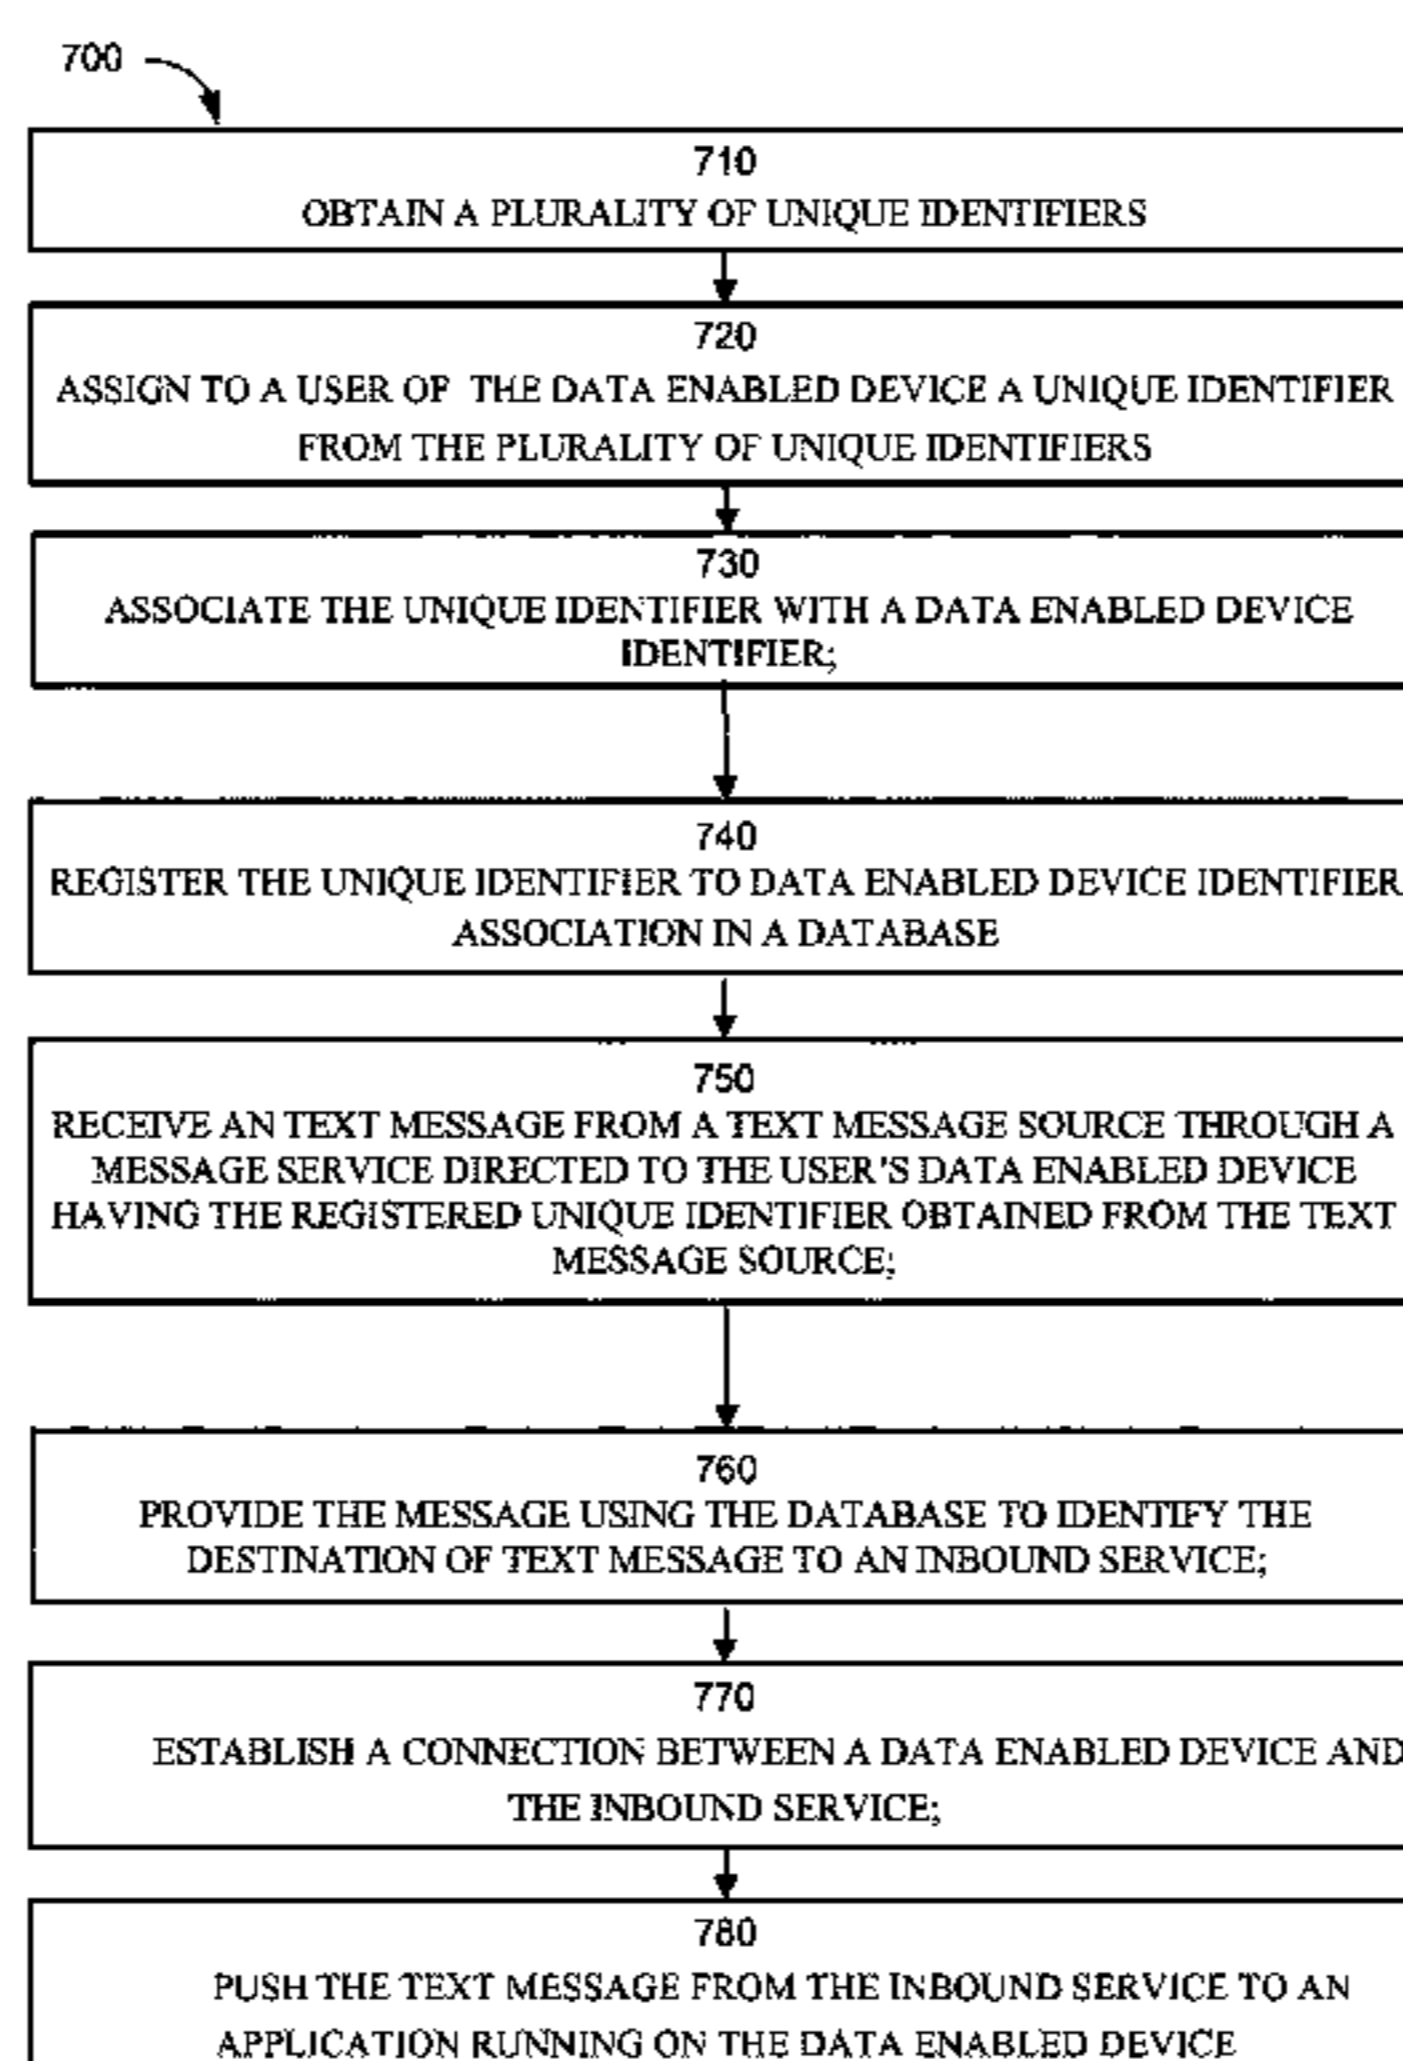 700
710
OBTAIN A PLURALITY OF UNIQUE IDENTIFIERS
720
ASSIGN TO A USER OF THE DATA ENABLED DEVICE A UNIQUE IDENTIFIER
FROM THE PLURALITY OF UNIQUE IDENTIFIERS
730
ASSOCIATE THE UNIQUE IDENTIFIER WITH A DATA ENABLED DEVICE
IDENTIFIER;
740
REGISTER THE UNIQUE IDENTIFIER TO DATA ENABLED DEVICE IDENTIFIER
ASSOCIATION IN A DATABASE
750
RECEIVE AN TEXT MESSAGE FROM A TEXT MESSAGE SOURCE THROUGH A
MESSAGE SERVICE DIRECTED TO THE USER'S DATA ENABLED DEVICE
HAVING THE REGISTERED UNIQUE IDENTIFIER OBTAINED FROM THE TEXT
MESSAGE SOURCE;
760
PROVIDE THE MESSAGE USING THE DATABASE TO IDENTIFY THE
DESTINATION OF TEXT MESSAGE TO AN INBOUND SERVICE;
770
ESTABLISH A CONNECTION BETWEEN A DATA ENABLED DEVICE AND
THE INBOUND SERVICE;
780
PUSH THE TEXT MESSAGE FROM THE INBOUND SERVICE TO AN
APPLICATION RUNNING ON THE DATA ENABLED DEVICE